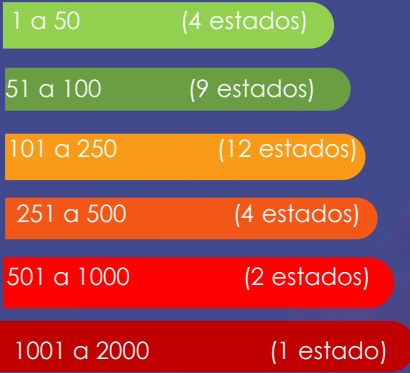 1 a 50 (4 estados)
51 a 100 (9 estados)
101 a 250 (12 estados)
251 a 500 (4 estados)
501 a 1000 (2 estados)
1001 a 2000 (1 estado)